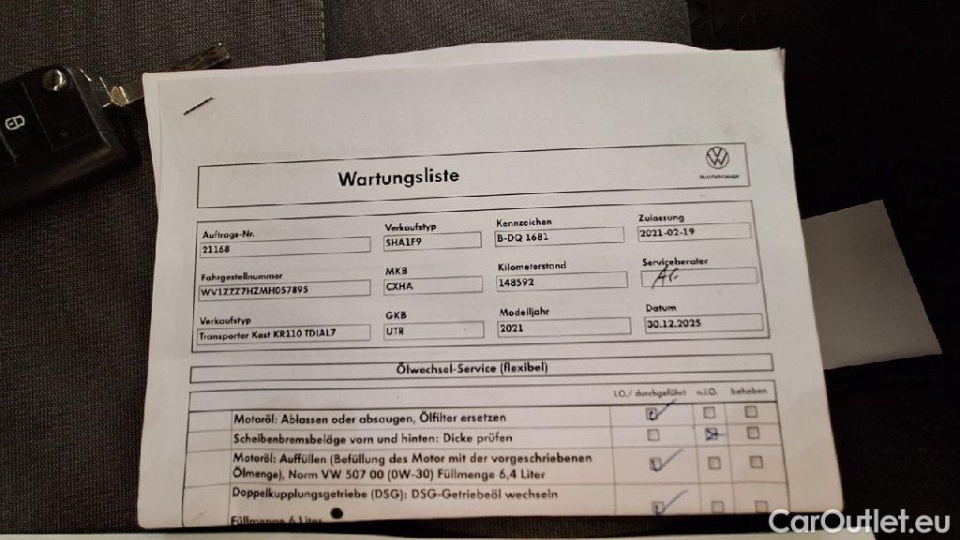 Wartungsliste
Nutzfahrzeuge
Auftrags-Nr. Verkaufstyp Kennzeichen Zulassung
21168 SHA1F9 B-DQ 1681 2021-02-19
Fahrgestellnummer MKB Kilometerstand Serviceberater
WV1ZZZ7HZMH057895 CXHA 148592
Verkaufstyp GKB Modelljahr Datum
Transporter Kast KR110 TDIAL7 UTR 2021 30.12.2025
Ölwechsel-Service (flexibel)
i.O./ durchgeführt n.i.O. behoben
Motoröl: Ablassen oder absaugen, Ölfilter ersetzen
Scheibenbremsbeläge vorn und hinten: Dicke prüfen
Motoröl: Auffüllen (Befüllung des Motor mit der vorgeschriebenen
Ölmenge), Norm VW 507 00 (0W-30) Füllmenge 6,4 Liter
Doppelkupplungsgetriebe (DSG): DSG-Getriebeöl wechseln
Füllmenge 6 Liter
CarOutlet.eu